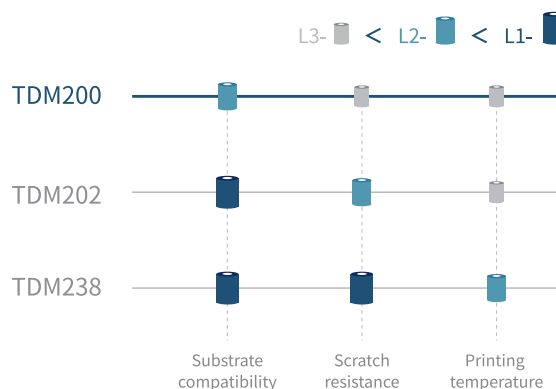 L3- < L2- < L1-
TDM200
TDM202
TDM238
Substrate
compatibility
Scratch
resistance
Printing
temperature